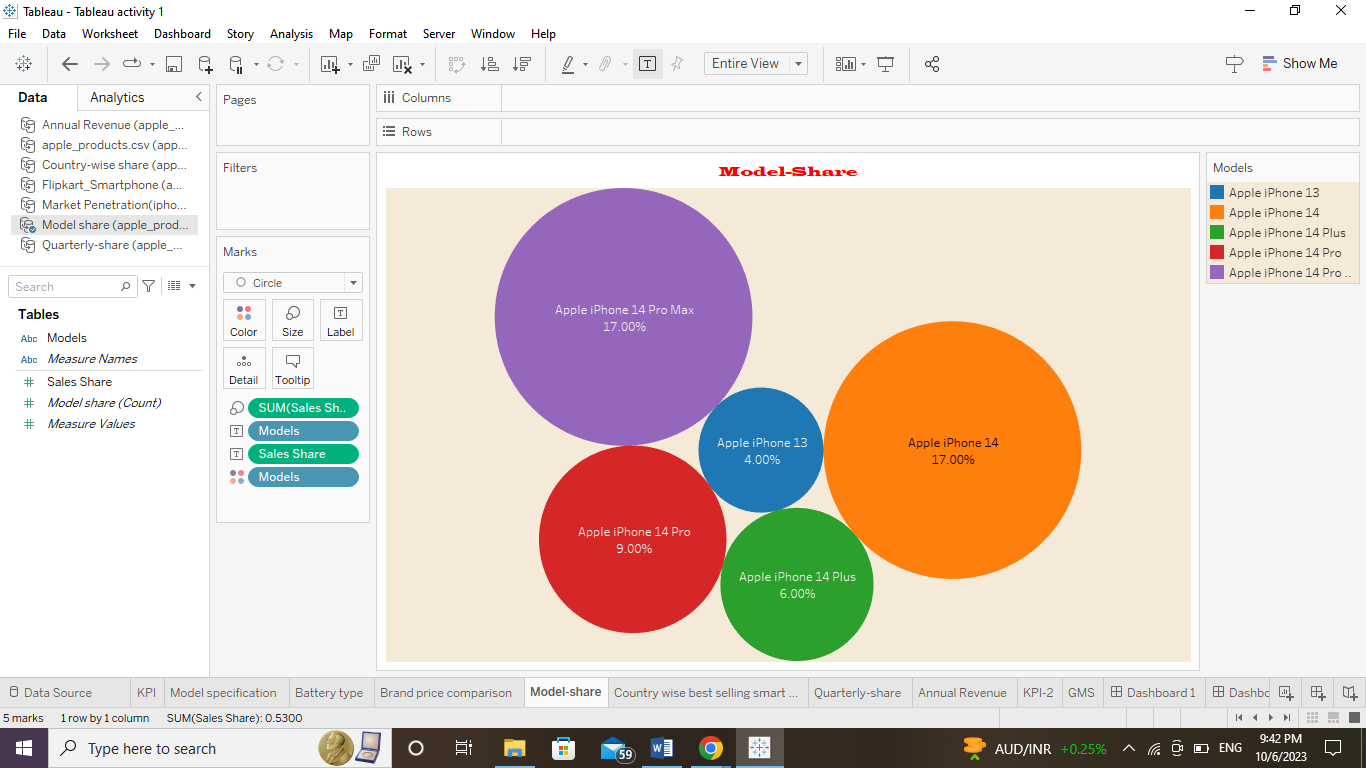 Tableau - Tableau activity 1
File Data Worksheet Dashboard Story Analysis Map Format Server Window Help
Entire View
Show Me
Data Analytics
Annual Revenue (apple_...
apple_products.csv (app...
Country-wise share (app...
Flipkart_Smartphone (a...
Market Penetration(ipho...
Model share (apple_prod...
Quarterly-share (apple_...
Search
Tables
Abc Models
Abc Measure Names
Sales Share
Model share (Count)
Measure Values
Pages
Filters
Marks
Circle
Color Size Label
Detail Tooltip
SUM(Sales Sh..
Models
Sales Share
Models
Columns
Rows
Model-Share
Apple iPhone 14 Pro Max
17.00%
Apple iPhone 13
4.00%
Apple iPhone 14
17.00%
Apple iPhone 14 Pro
9.00%
Apple iPhone 14 Plus
6.00%
Models
Apple iPhone 13
Apple iPhone 14
Apple iPhone 14 Plus
Apple iPhone 14 Pro
Apple iPhone 14 Pro ..
Data Source KPI Model specification Battery type Brand price comparison Model-share Country wise best selling smart ... Quarterly-share Annual Revenue KPI-2 GMS Dashboard 1 Dashbc
5 marks 1 row by 1 column SUM(Sales Share): 0.5300
Type here to search
59
AUD/INR +0.25%
ENG
9:42 PM
10/6/2023